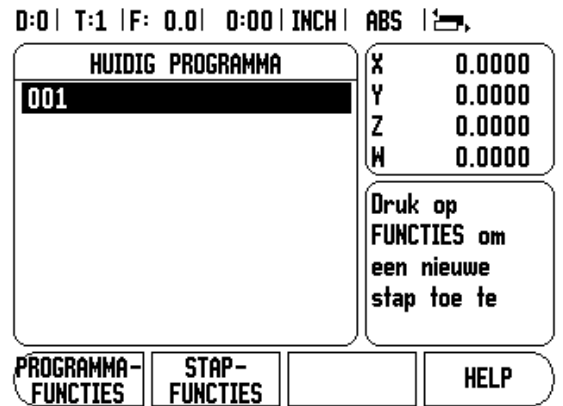 D:0 | T:1 | F: 0.0 | 0:00 | INCH | ABS |
HUIDIG PROGRAMMA
001
X 0.0000
Y 0.0000
Z 0.0000
W 0.0000
Druk op
FUNCTIES om
een nieuwe
stap toe te
PROGRAMMA-
FUNCTIES
STAP-
FUNCTIES
HELP